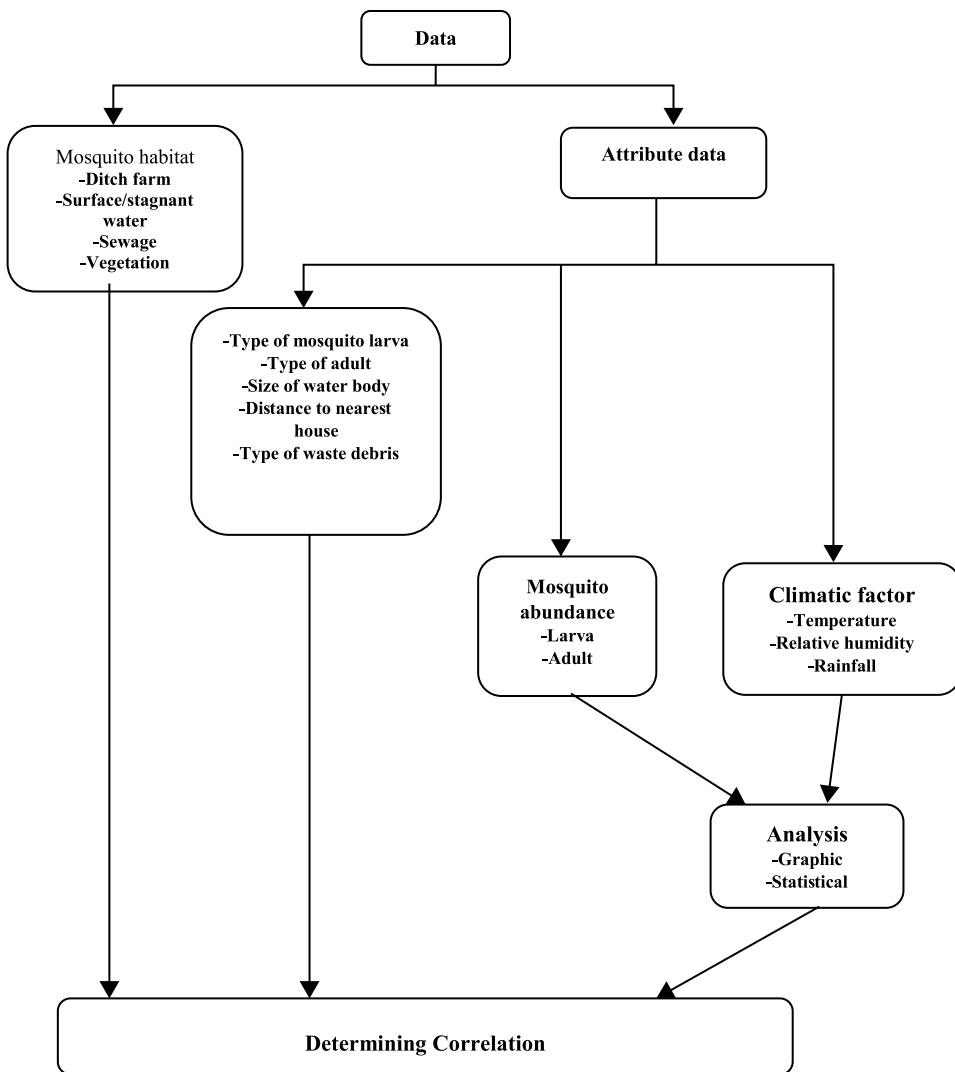 Data
Mosquito habitat
-Ditch farm
-Surface/stagnant
water
-Sewage
-Vegetation
Attribute data
-Type of mosquito larva
-Type of adult
-Size of water body
-Distance to nearest
house
-Type of waste debris
Mosquito
abundance
-Larva
-Adult
Climatic factor
-Temperature
-Relative humidity
-Rainfall
Analysis
-Graphic
-Statistical
Determining Correlation